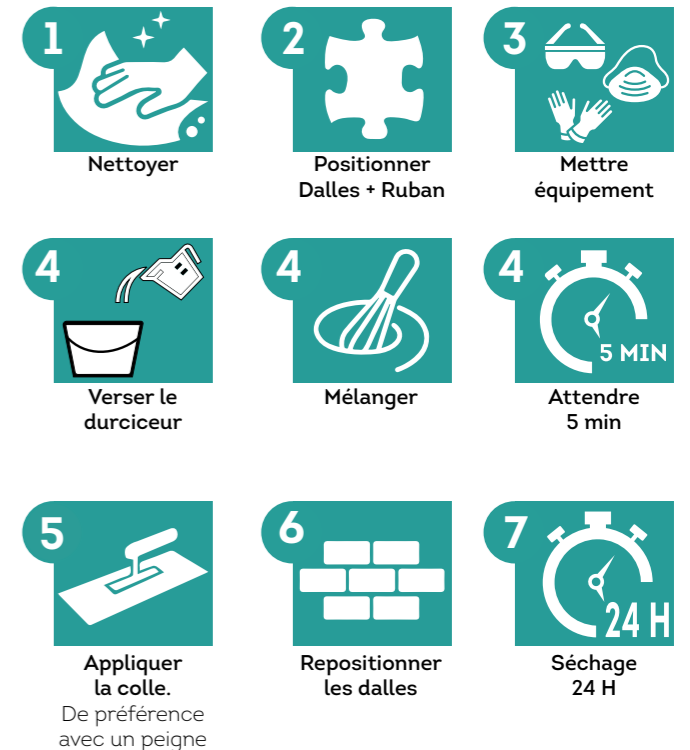 1
Nettoyer
2
Positionner
Dalles + Ruban
3
Mettre
équipement
4
Verser le
durciceur
4
Mélanger
4
5 MIN
Attendre
5 min
5
Appliquer
la colle.
De préférence
avec un peigne
6
Repositionner
les dalles
7
24 H
Séchage
24 H